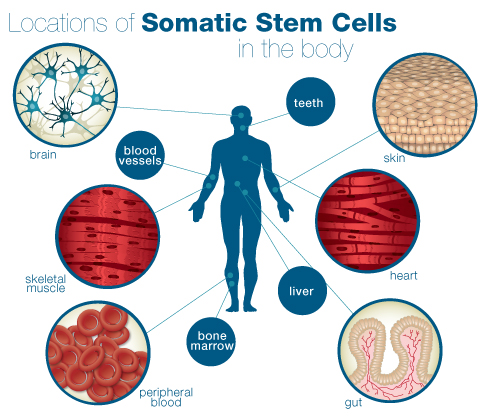 Locations of Somatic Stem Cells
in the body
teeth
brain
blood
vessels
skin
skeletal
muscle
heart
liver
bone
marrow
peripheral
blood
gut